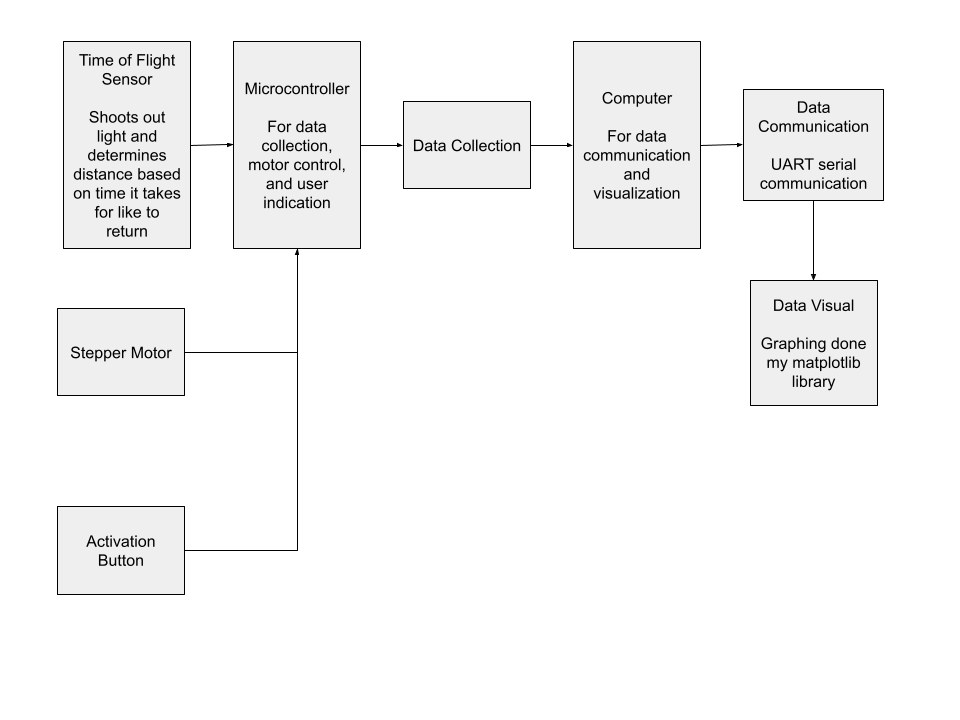 Time of Flight
Sensor
Shoots out
light and
determines
distance based
on time it takes
for like to
return
Microcontroller
For data
collection,
motor control,
and user
indication
Data Collection
Computer
For data
communication
and
visualization
Data
Communication
UART serial
communication
Stepper Motor
Data Visual
Graphing done
my matplotlib
library
Activation
Button